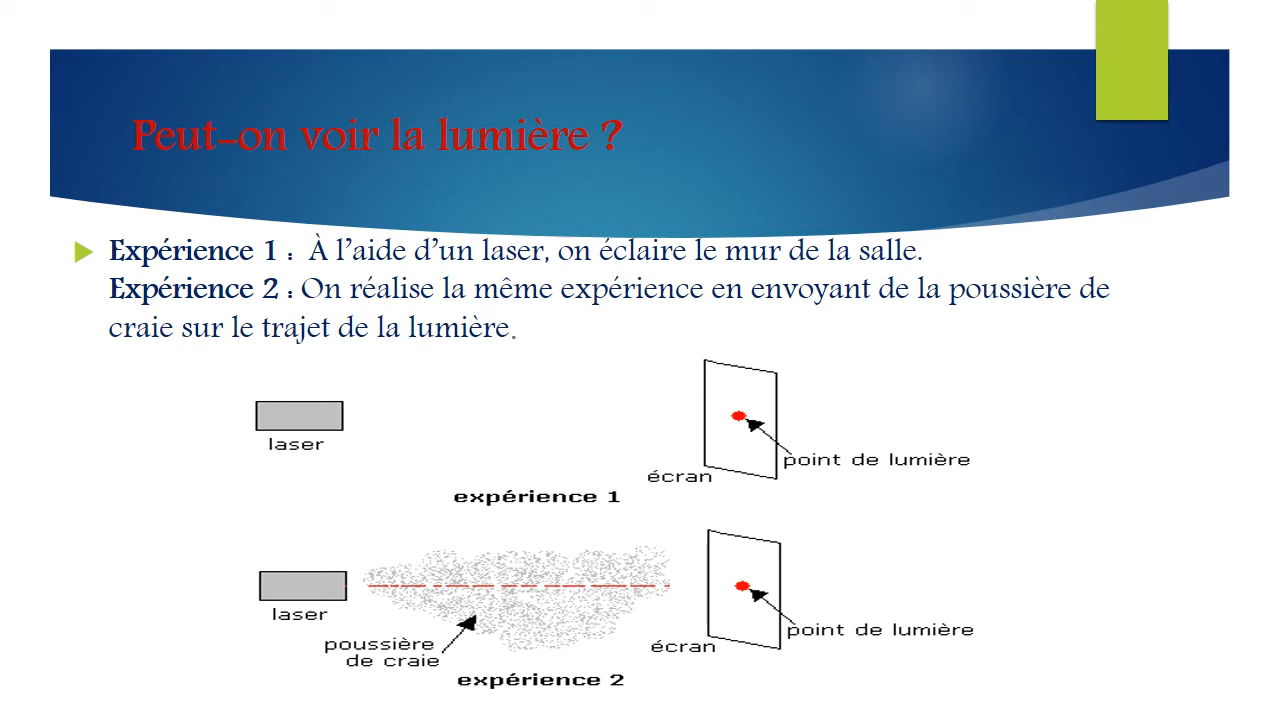 Peut-on voir la lumière ?
Expérience 1 : À l'aide d'un laser, on éclaire le mur de la salle.
Expérience 2 : On réalise la même expérience en envoyant de la poussière de
craie sur le trajet de la lumière.
laser
point de lumière
écran
expérience 1
laser
point de lumière
poussière
de craie
écran
expérience 2